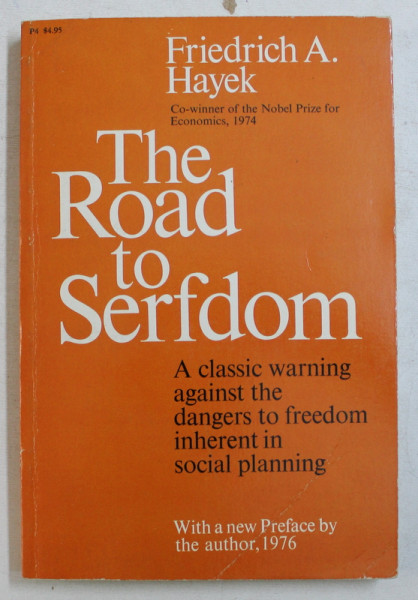 P4 $4.95
Friedrich A.
Hayek
Co-winner of the Nobel Prize for
Economics, 1974
The
Road
to
Serfdom
A classic warning
against the
dangers to freedom
inherent in
social planning
With a new Preface by
the author, 1976